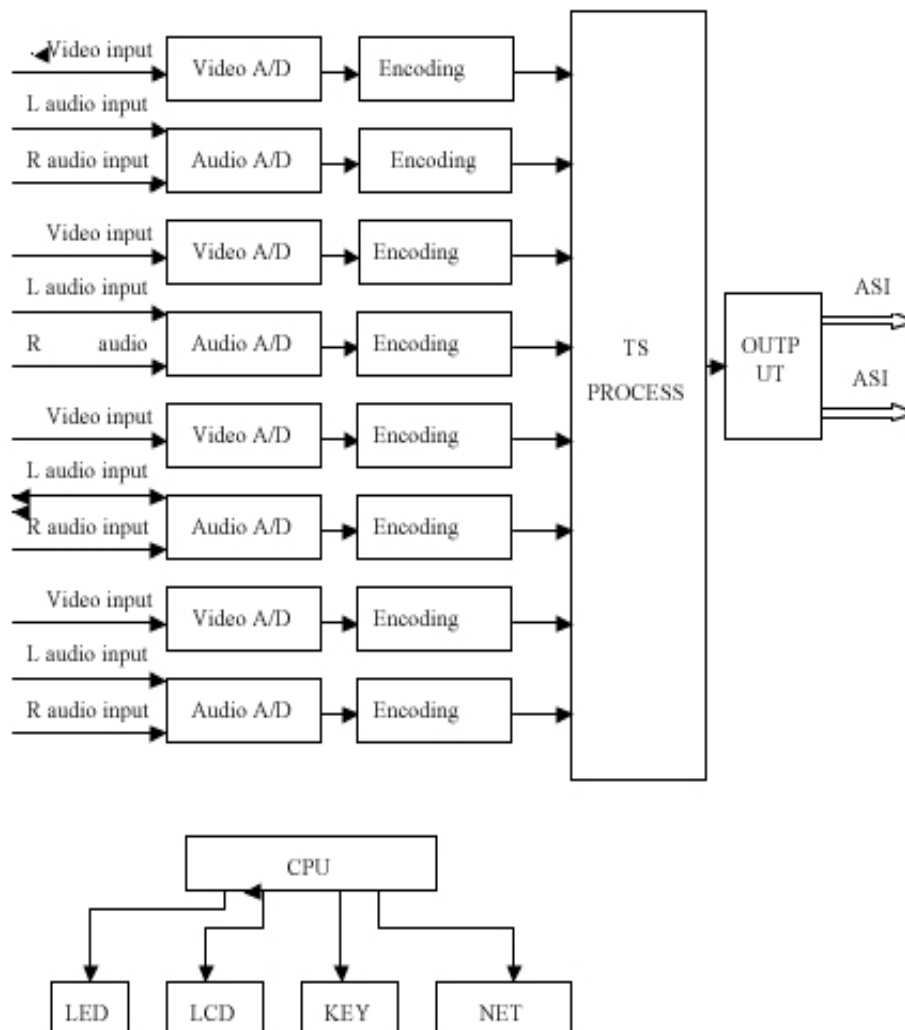 Video input
Video A/D
Encoding
L audio input
R audio input
Audio A/D
Encoding
Video input
Video A/D
Encoding
L audio input
R audio
Audio A/D
Encoding
Video input
Video A/D
Encoding
L audio input
R audio input
Audio A/D
Encoding
Video input
Video A/D
Encoding
L audio input
R audio input
Audio A/D
Encoding
TS
PROCESS
OUTP
UT
ASI
ASI
CPU
LED
LCD
KEY
NET